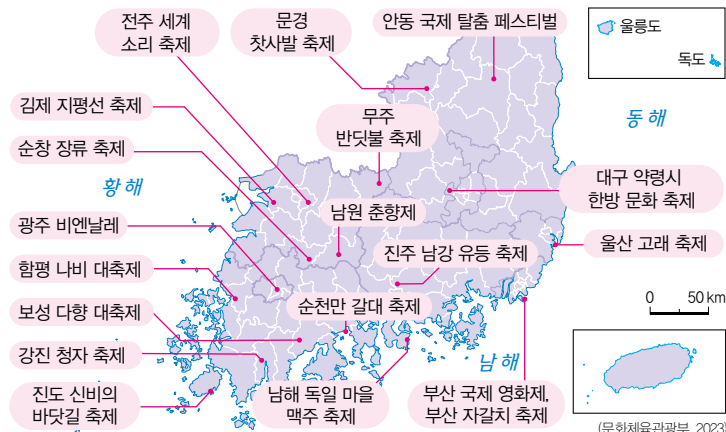 전주 세계
소리 축제
문경
찻사발 축제
안동 국제 탈춤 페스티벌
울릉도
독도
김제 지평선 축제
무주
반딧불 축제
동해
순창 장류 축제
황해
대구 약령시
한방 문화 축제
남원 춘향제
광주 비엔날레
울산 고래 축제
진주 남강 유등 축제
함평 나비 대축제
순천만 갈대 축제
0 50 km
보성 다향 대축제
강진 청자 축제
남해
진도 신비의
바닷길 축제
남해 독일 마을
맥주 축제
부산 국제 영화제,
부산 자갈치 축제
(문화체육관광부, 2023)